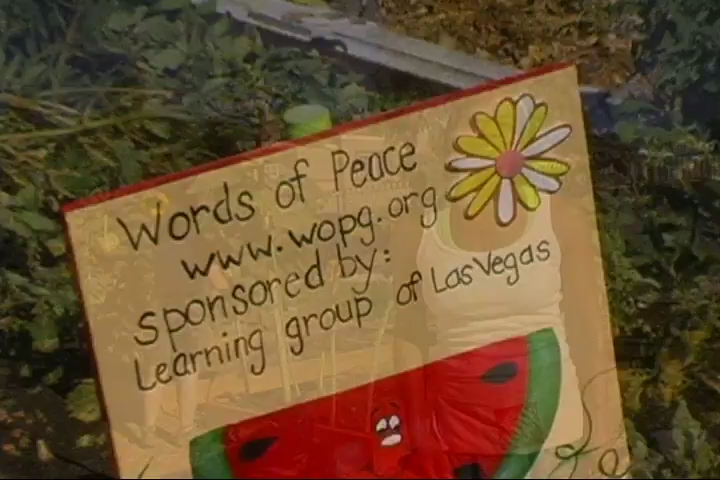 Words of Peace
www.wopg.org
sponsored by:
Learning group of Las Vegas